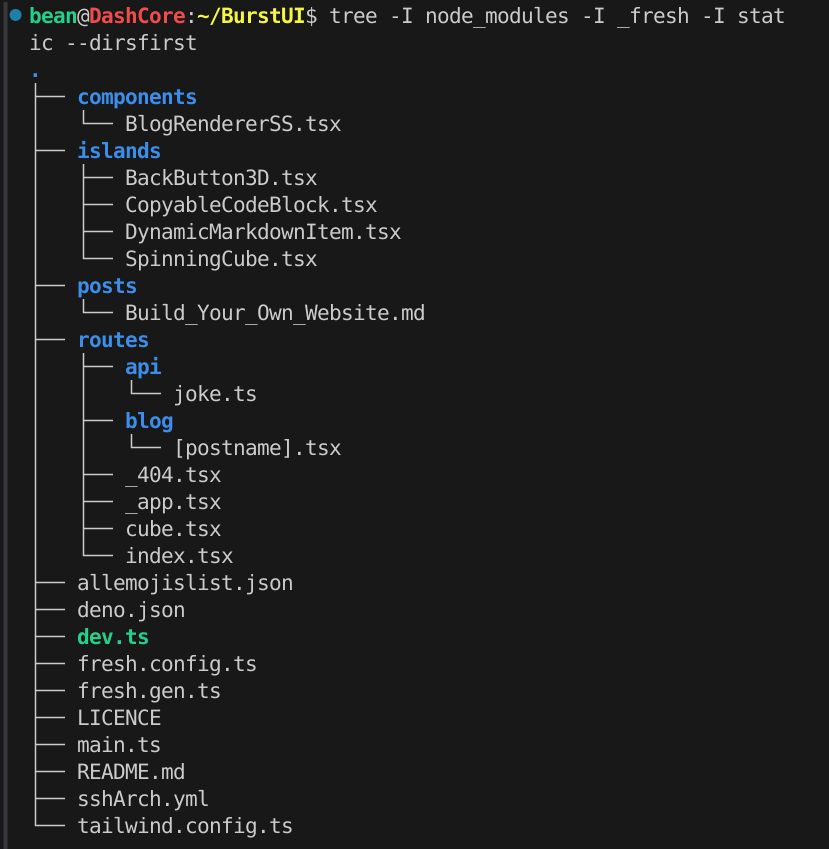 bean@DashCore:~/BurstUI$ tree -I node_modules -I _fresh -I stat
ic --dirsfirst
.
├── components
│   └── BlogRendererSS.tsx
├── islands
│   ├── BackButton3D.tsx
│   ├── CopyableCodeBlock.tsx
│   ├── DynamicMarkdownItem.tsx
│   └── SpinningCube.tsx
├── posts
│   └── Build_Your_Own_Website.md
├── routes
│   ├── api
│   │   └── joke.ts
│   ├── blog
│   │   └── [postname].tsx
│   ├── _404.tsx
│   ├── _app.tsx
│   ├── cube.tsx
│   └── index.tsx
├── allemojislist.json
├── deno.json
├── dev.ts
├── fresh.config.ts
├── fresh.gen.ts
├── LICENCE
├── main.ts
├── README.md
├── sshArch.yml
└── tailwind.config.ts